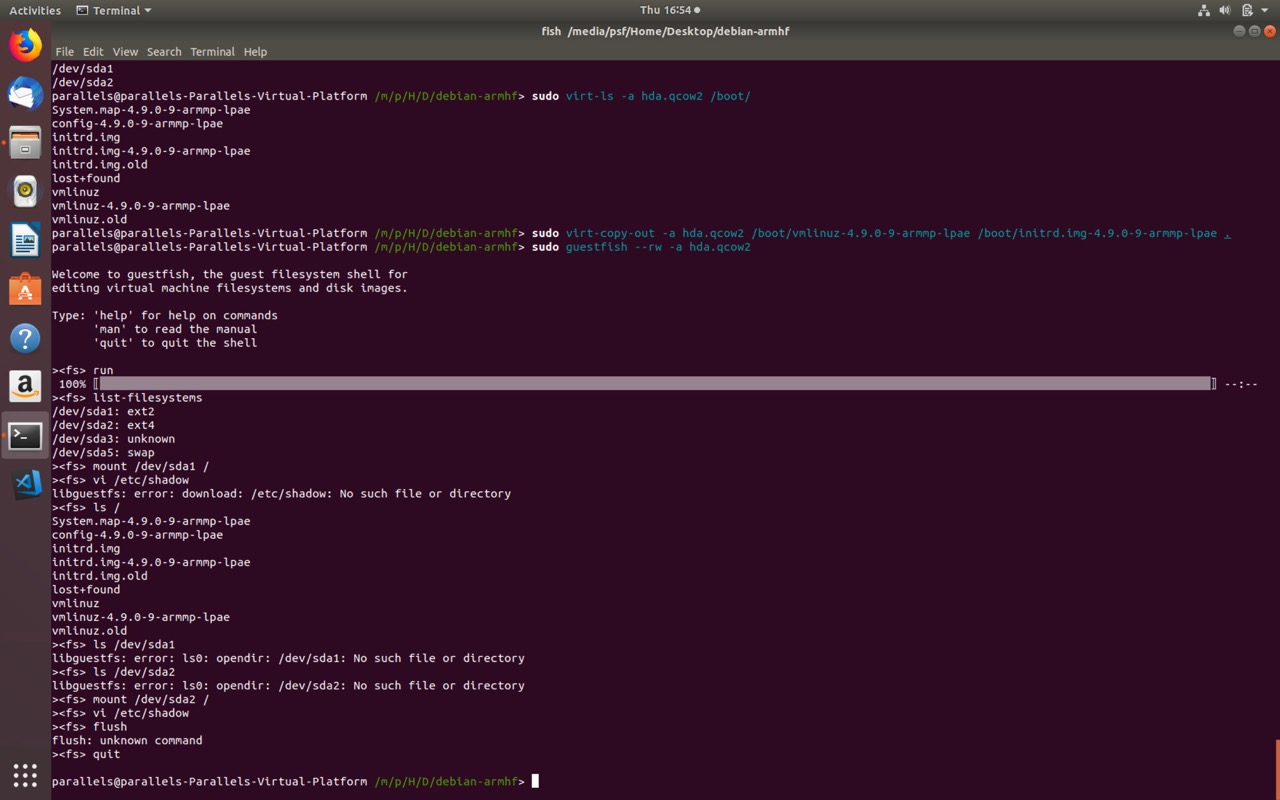 Activities
Terminal
Thu 16:54
fish /media/psf/Home/Desktop/debian-armhf
File Edit View Search Terminal Help
/dev/sda1
/dev/sda2
parallels@parallels-Parallels-Virtual-Platform /m/p/H/D/debian-armhf> sudo virt-ls -a hda.qcow2 /boot/
System.map-4.9.0-9-armmp-lpae
config-4.9.0-9-armmp-lpae
initrd.img
initrd.img-4.9.0-9-armmp-lpae
initrd.img.old
lost+found
vmlinuz
vmlinuz-4.9.0-9-armmp-lpae
vmlinuz.old
parallels@parallels-Parallels-Virtual-Platform /m/p/H/D/debian-armhf> sudo virt-copy-out -a hda.qcow2 /boot/vmlinuz-4.9.0-9-armmp-lpae /boot/initrd.img-4.9.0-9-armmp-lpae .
parallels@parallels-Parallels-Virtual-Platform /m/p/H/D/debian-armhf> sudo guestfish --rw -a hda.qcow2
Welcome to guestfish, the guest filesystem shell for
editing virtual machine filesystems and disk images.
Type: 'help' for help on commands
'man' to read the manual
'quit' to quit the shell
><fs> run
100% [ ] --:--
><fs> list-filesystems
/dev/sda1: ext2
/dev/sda2: ext4
/dev/sda3: unknown
/dev/sda5: swap
><fs> mount /dev/sda1 /
><fs> vi /etc/shadow
libguestfs: error: download: /etc/shadow: No such file or directory
><fs> ls /
System.map-4.9.0-9-armmp-lpae
config-4.9.0-9-armmp-lpae
initrd.img
initrd.img-4.9.0-9-armmp-lpae
initrd.img.old
lost+found
vmlinuz
vmlinuz-4.9.0-9-armmp-lpae
vmlinuz.old
><fs> ls /dev/sda1
libguestfs: error: ls0: opendir: /dev/sda1: No such file or directory
><fs> ls /dev/sda2
libguestfs: error: ls0: opendir: /dev/sda2: No such file or directory
><fs> mount /dev/sda2 /
><fs> vi /etc/shadow
><fs> flush
flush: unknown command
><fs> quit
parallels@parallels-Parallels-Virtual-Platform /m/p/H/D/debian-armhf>